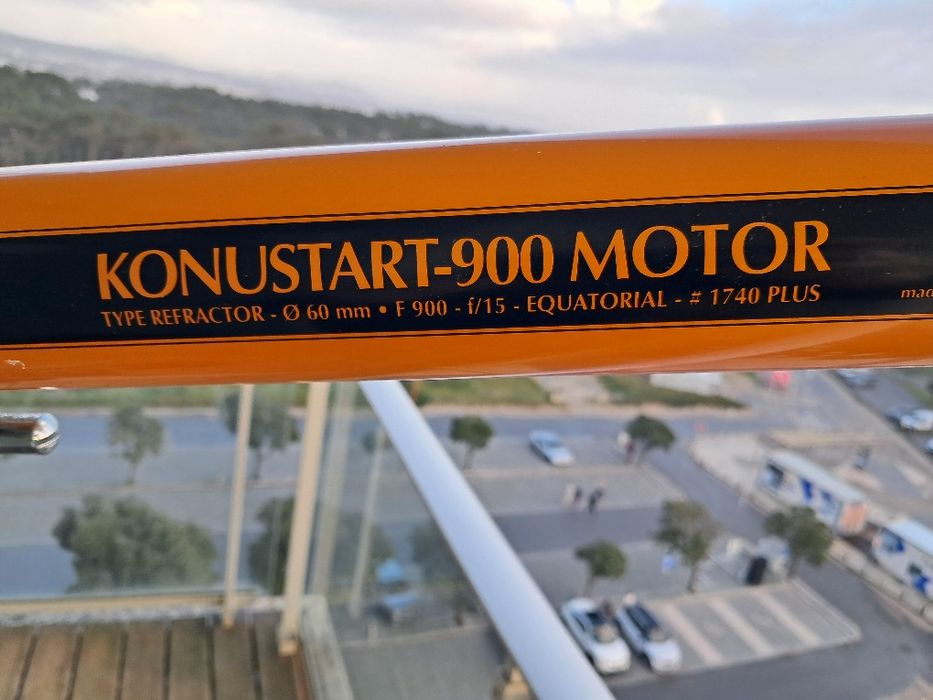 KONUSTART-900 MOTOR
TYPE REFRACTOR - Ø 60 mm • F 900 - f/15 - EQUATORIAL - # 1740 PLUS